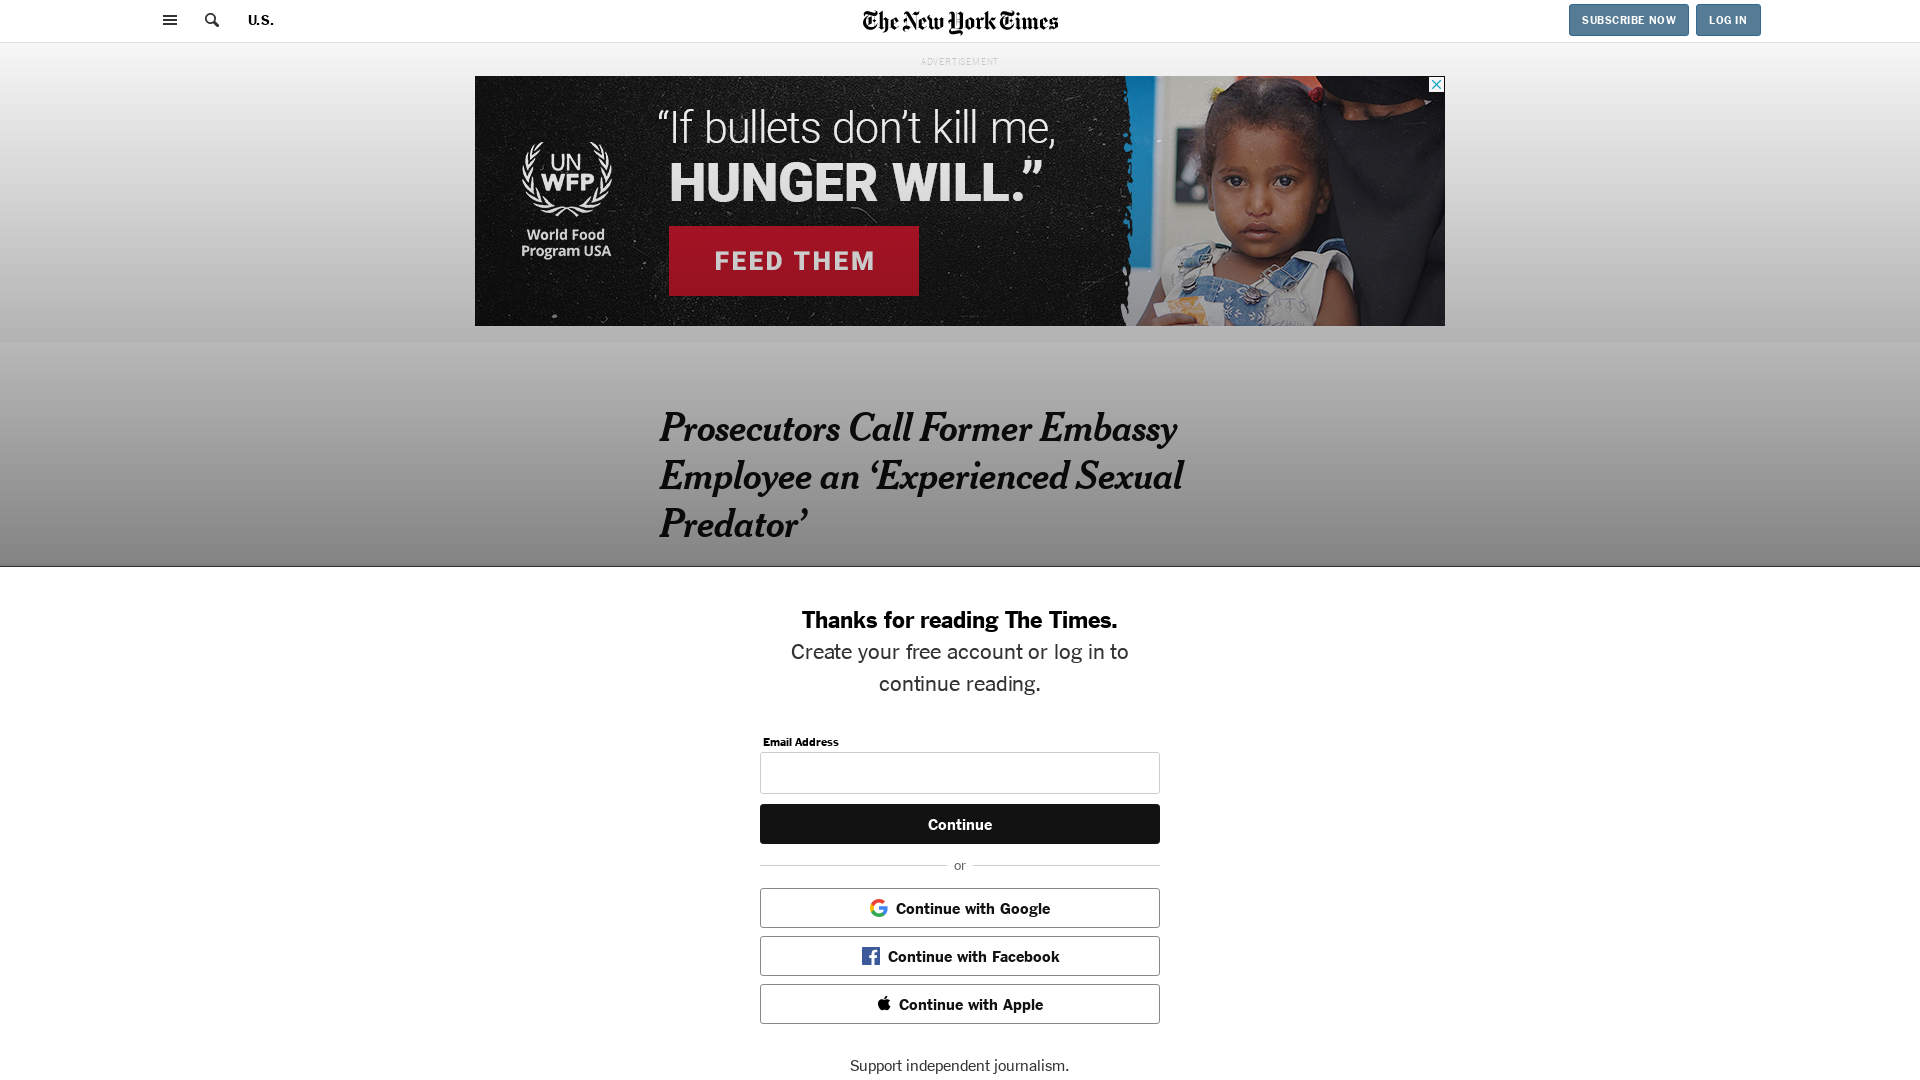 U.S.
The New York Times
SUBSCRIBE NOW
LOG IN
ADVERTISEMENT
UN
WFP
World Food
Program USA
“If bullets don’t kill me,
HUNGER WILL.”
FEED THEM
Prosecutors Call Former Embassy
Employee an ‘Experienced Sexual
Predator’
Thanks for reading The Times.
Create your free account or log in to
continue reading.
Email Address
Continue
or
Continue with Google
Continue with Facebook
Continue with Apple
Support independent journalism.